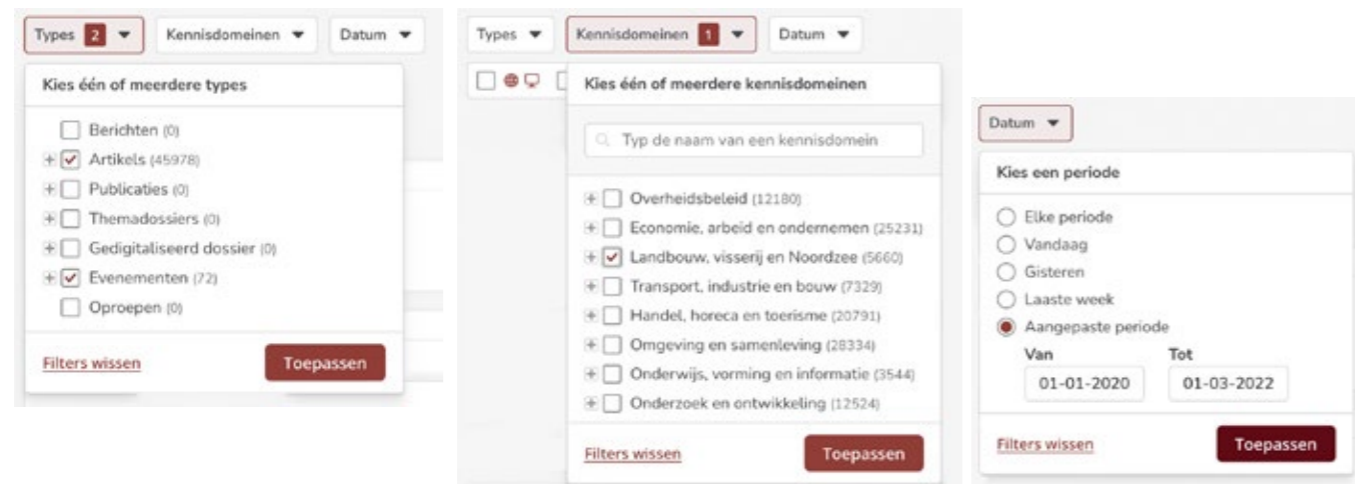 Types 2 Kennisdomeinen Datum
Kies één of meerdere types
Berichten (0)
Artikels (45978)
Publicaties (0)
Themadossiers (0)
Gedigitaliseerd dossier (0)
Evenementen (72)
Oproepen (0)
Filters wissen Toepassen
Types Kennisdomeinen 1 Datum
Kies één of meerdere kennisdomeinen
Typ de naam van een kennisdomein
Overheidsbeleid (12180)
Economie, arbeid en ondernemen (25231)
Landbouw, visserij en Noordzee (5660)
Transport, industrie en bouw (7329)
Handel, horeca en toerisme (20791)
Omgeving en samenleving (28334)
Onderwijs, vorming en informatie (3544)
Onderzoek en ontwikkeling (12524)
Filters wissen Toepassen
Datum
Kies een periode
Elke periode
Vandaag
Gisteren
Laaste week
Aangepaste periode
Van Tot
01-01-2020 01-03-2022
Filters wissen Toepassen